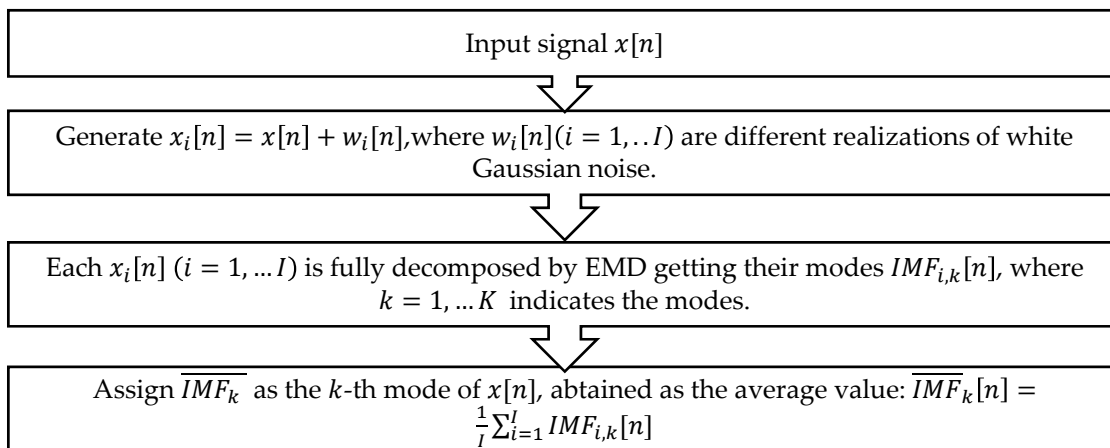 Input signal x[n]
Generate x_i[n] = x[n] + w_i[n],where w_i[n](i = 1,..I) are different realizations of white
Gaussian noise.
Each x_i[n] (i = 1, … I) is fully decomposed by EMD getting their modes IMF_{i,k}[n], where
k = 1, … K indicates the modes.
Assign \overline{IMF_k} as the k-th mode of x[n], abtained as the average value: \overline{IMF}_k[n] =
\frac{1}{I}\sum_{i=1}^{I} IMF_{i,k}[n]